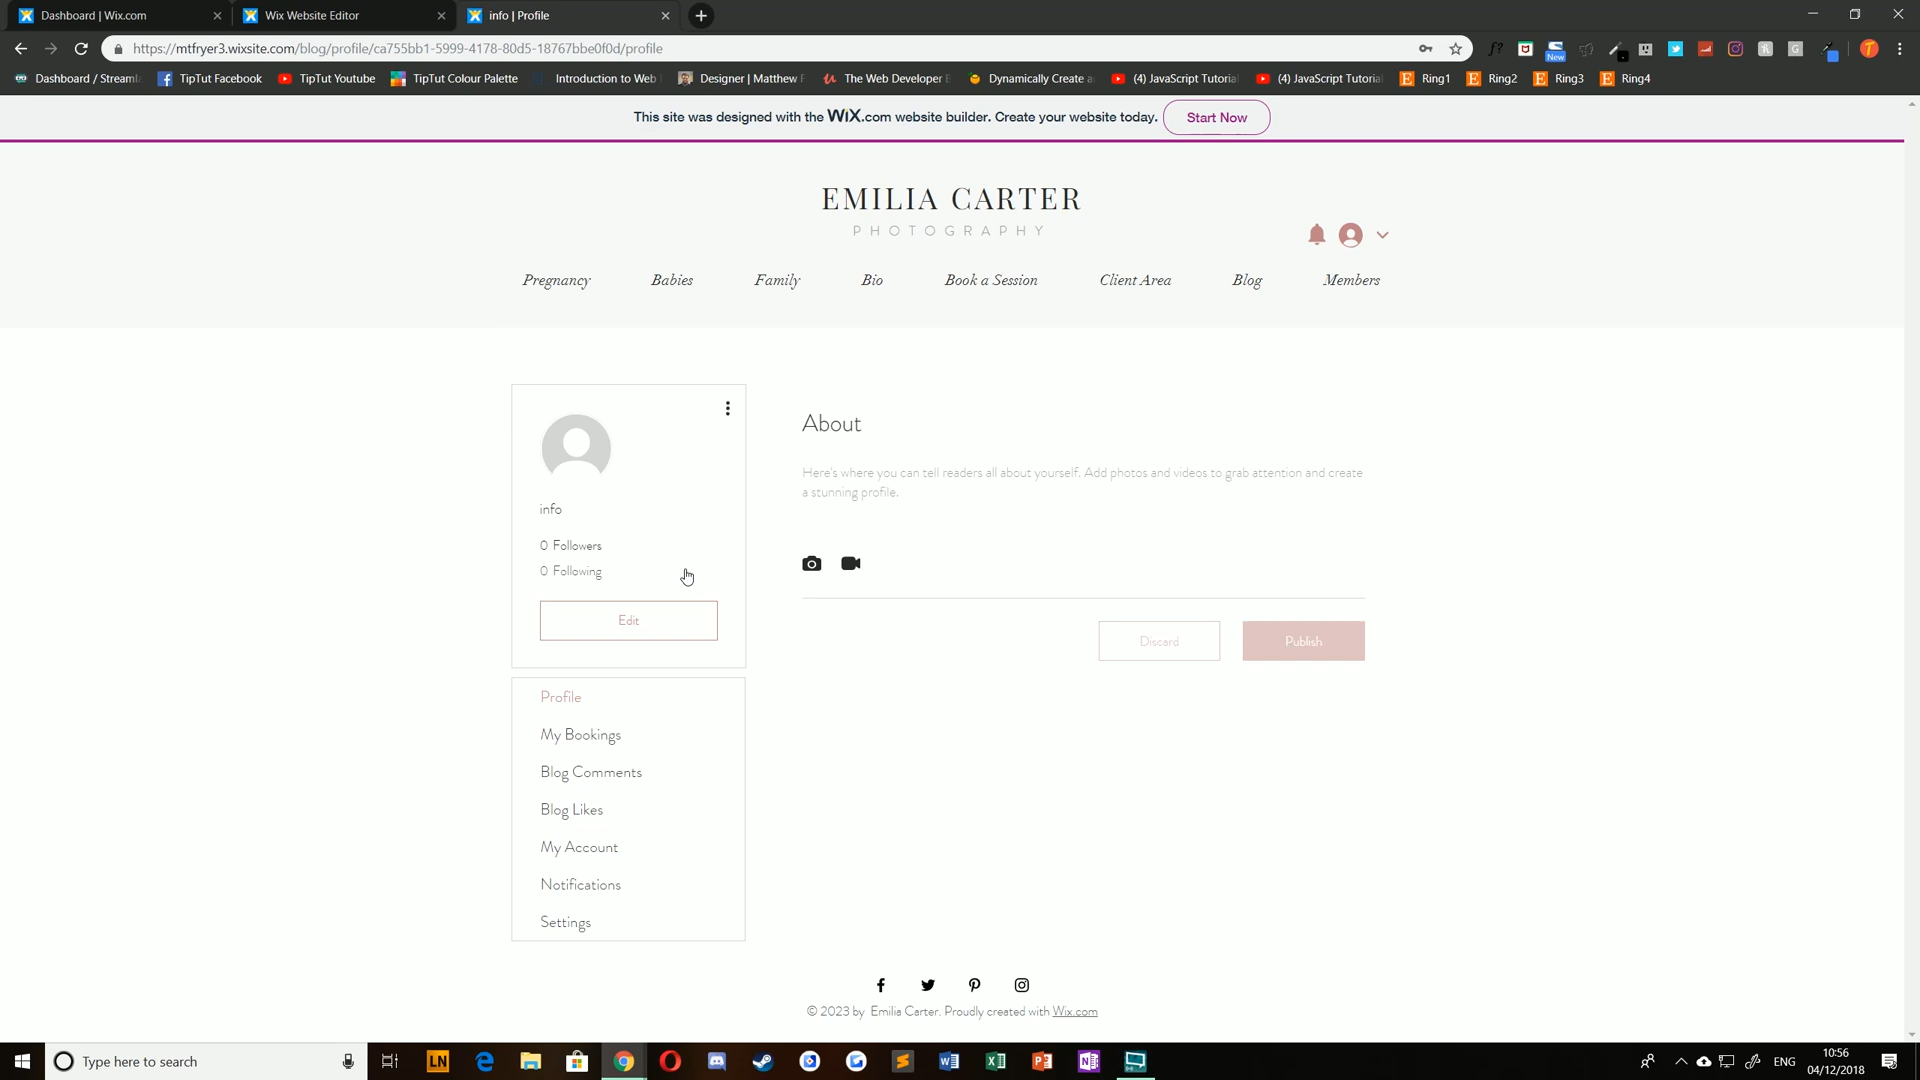 Dashboard | Wix.com
Wix Website Editor
info | Profile
https://mtfryer3.wixsite.com/blog/profile/ca755bb1-5999-4178-80d5-18767bbe0f0d/profile
New
Dashboard / Streaml
TipTut Facebook
TipTut Youtube
TipTut Colour Palette
Introduction to Web
Designer | Matthew F
The Web Developer B
Dynamically Create a
(4) JavaScript Tutoria
(4) JavaScript Tutoria
Ring1
Ring2
Ring3
Ring4
This site was designed with the WiX.com website builder. Create your website today.
Start Now
EMILIA CARTER
PHOTOGRAPHY
Pregnancy
Babies
Family
Bio
Book a Session
Client Area
Blog
Members
info
0 Followers
0 Following
Edit
About
Here's where you can tell readers all about yourself. Add photos and videos to grab attention and create
a stunning profile.
Discard
Publish
Profile
My Bookings
Blog Comments
Blog Likes
My Account
Notifications
Settings
© 2023 by Emilia Carter. Proudly created with Wix.com
Type here to search
LN
ENG
10:56
04/12/2018